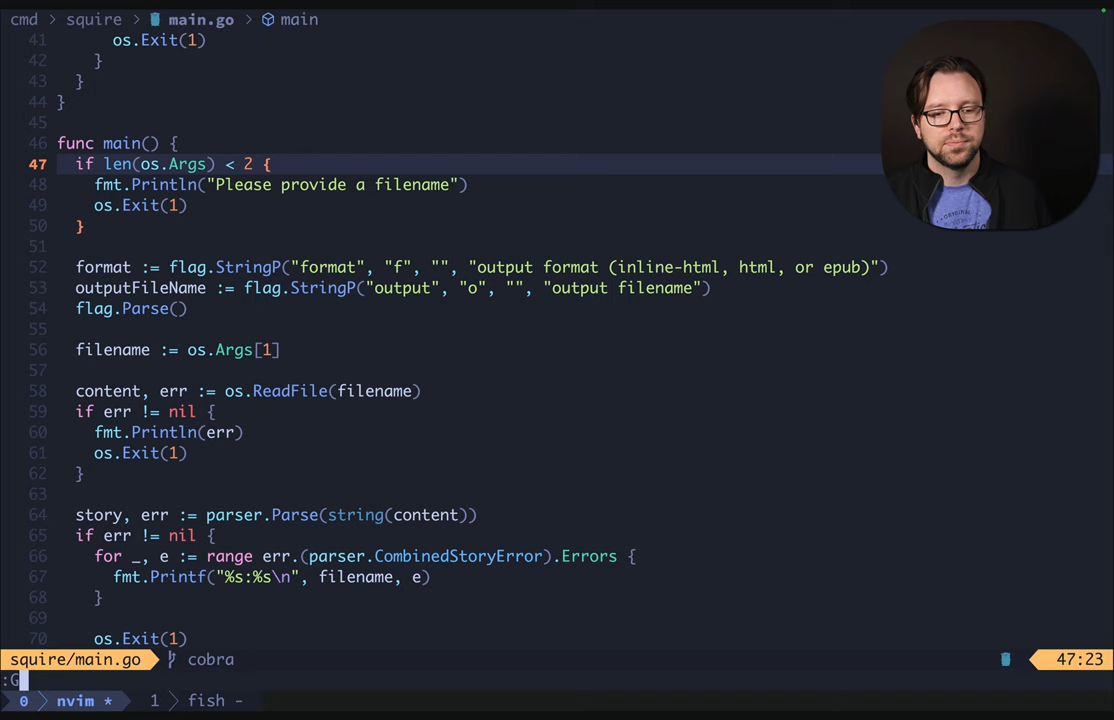 cmd > squire > main.go > main
41 os.Exit(1)
42 }
43 }
44 }
45
46 func main() {
47 if len(os.Args) < 2 {
48 fmt.Println("Please provide a filename")
49 os.Exit(1)
50 }
51
52 format := flag.StringP("format", "f", "", "output format (inline-html, html, or epub)")
53 outputFileName := flag.StringP("output", "o", "", "output filename")
54 flag.Parse()
55
56 filename := os.Args[1]
57
58 content, err := os.ReadFile(filename)
59 if err != nil {
60 fmt.Println(err)
61 os.Exit(1)
62 }
63
64 story, err := parser.Parse(string(content))
65 if err != nil {
66 for _, e := range err.(parser.CombinedStoryError).Errors {
67 fmt.Printf("%s:%s\n", filename, e)
68 }
69
70 os.Exit(1)
squire/main.go cobra 47:23
:G
0 nvim * 1 fish -